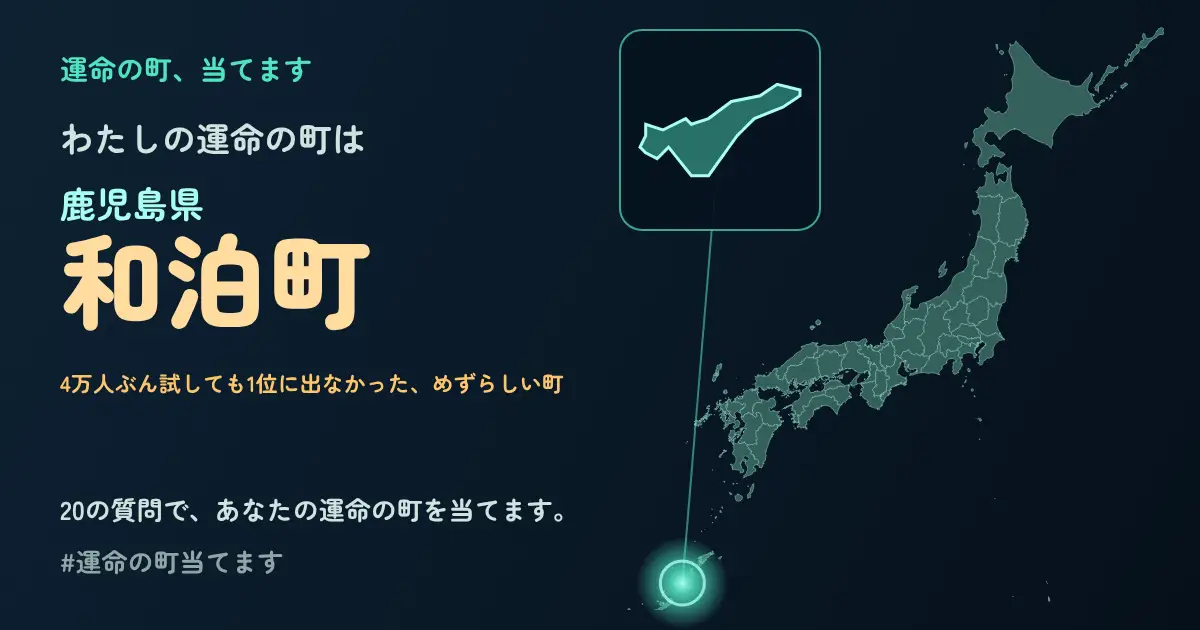 運命の町、当てます
わたしの運命の町は
鹿児島県
和泊町
4万人ぶん試しても1位に出なかった、めずらしい町
20の質問で、あなたの運命の町を当てます。
#運命の町当てます